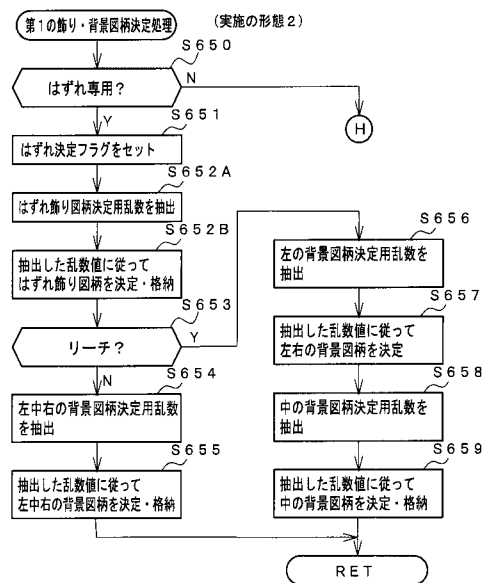 第1の飾り・背景図柄決定処理
(実施の形態2)
S650
はずれ専用?
N
Y
H
S651
はずれ決定フラグをセット
S652A
はずれ飾り図柄決定用乱数を抽出
S652B
抽出した乱数値に従って
はずれ飾り図柄を決定・格納
S653
リーチ?
Y
N
S654
左中右の背景図柄決定用乱数
を抽出
S655
抽出した乱数値に従って
左中右の背景図柄を決定・格納
S656
左の背景図柄決定用乱数を
抽出
S657
抽出した乱数値に従って
左右の背景図柄を決定
S658
中の背景図柄決定用乱数を
抽出
S659
抽出した乱数値に従って
中の背景図柄を決定・格納
RET